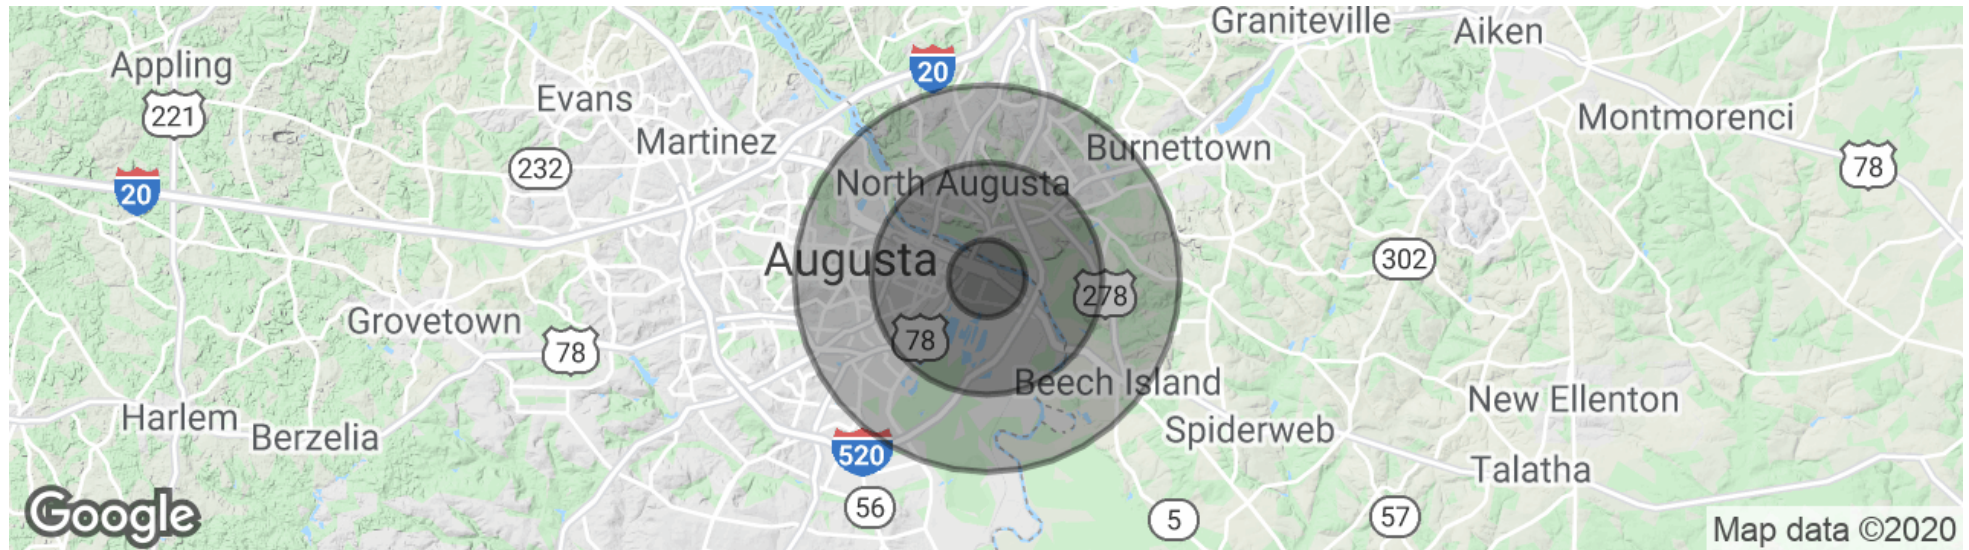 Graniteville
Aiken
Appling
20
Evans
221
Montmorenci
Martinez
Burnettown
232
78
20
North Augusta
Augusta
302
278
Grovetown
78
78
Beech Island
New Ellenton
Harlem
Berzelia
Spiderweb
520
Talatha
56
5
57
Google
Map data ©2020